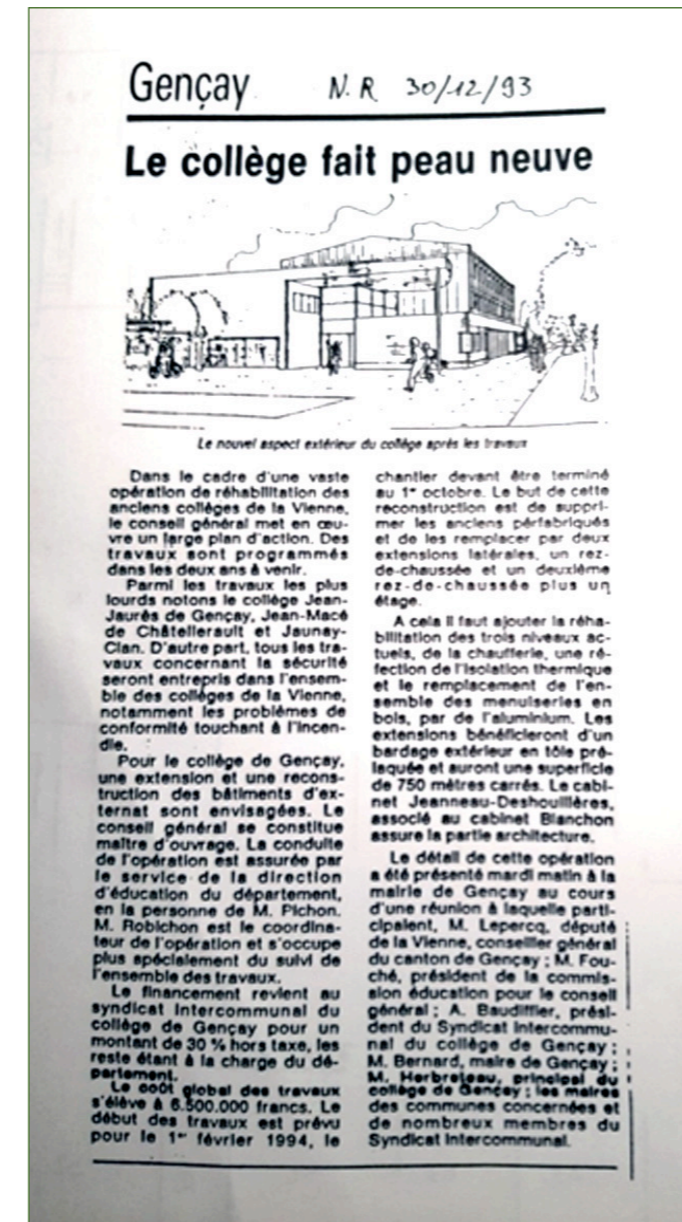 Gençay N.R 30/12/93
Le collège fait peau neuve
Le nouvel aspect extérieur du collège après les travaux
Dans le cadre d'une vaste
opération de réhabilitation des
anciens collèges de la Vienne,
le conseil général met en œu-
vre un large plan d'action. Des
travaux sont programmés
dans les deux ans à venir.
Parmi les travaux les plus
lourds notons le collège Jean-
Jaurès de Gençay, Jean-Macé
de Châtellerault et Jaunay-
Clan. D'autre part, tous les tra-
vaux concernant la sécurité
seront entrepris dans l'ensem-
ble des collèges de la Vienne,
notamment les problèmes de
conformité touchant à l'incen-
die.
Pour le collège de Gençay,
une extension et une recons-
truction des bâtiments d'ex-
ternat sont envisagées. Le
conseil général se constitue
maître d'ouvrage. La conduite
de l'opération est assurée par
le service de la direction
d'éducation du département,
en la personne de M. Pichon.
M. Robichon est le coordina-
teur de l'opération et s'occupe
plus spécialement du suivi de
l'ensemble des travaux.
Le financement revient au
syndicat intercommunal du
collège de Gençay pour un
montant de 30 % hors taxe, les
reste étant à la charge du dé-
partement.
Le coût global des travaux
s'élève à 6.500.000 francs. Le
début des travaux est prévu
pour le 1er février 1994, le
chantier devant être terminé
au 1er octobre. Le but de cette
reconstruction est de suppri-
mer les anciens pérfabriqués
et de les remplacer par deux
extensions latérales, un rez-
de-chaussée et un deuxième
rez-de-chaussée plus un
étage.
A cela il faut ajouter la réha-
bilitation des trois niveaux ac-
tuels, de la chaufferie, une ré-
fection de l'isolation thermique
et le remplacement de l'en-
semble des menuiseries en
bois, par de l'aluminium. Les
extensions bénéficieront d'un
bardage extérieur en tôle pré-
laquée et auront une superficie
de 750 mètres carrés. Le cabi-
net Jeanneau-Deshoullières,
associé au cabinet Blanchon
assure la partie architecture.
Le détail de cette opération
a été présenté mardi matin à la
mairie de Gençay au cours
d'une réunion à laquelle parti-
cipaient, M. Lepercq, député
de la Vienne, conseiller général
du canton de Gençay ; M. Fou-
ché, président de la commis-
sion éducation pour le conseil
général ; A. Baudiffier, prési-
dent du Syndicat intercommu-
nal du collège de Gençay ;
M. Bernard, maire de Gençay ;
M. Herbreteau, principal du
collège de Gençay ; les maires
des communes concernées et
de nombreux membres du
Syndicat intercommunal.